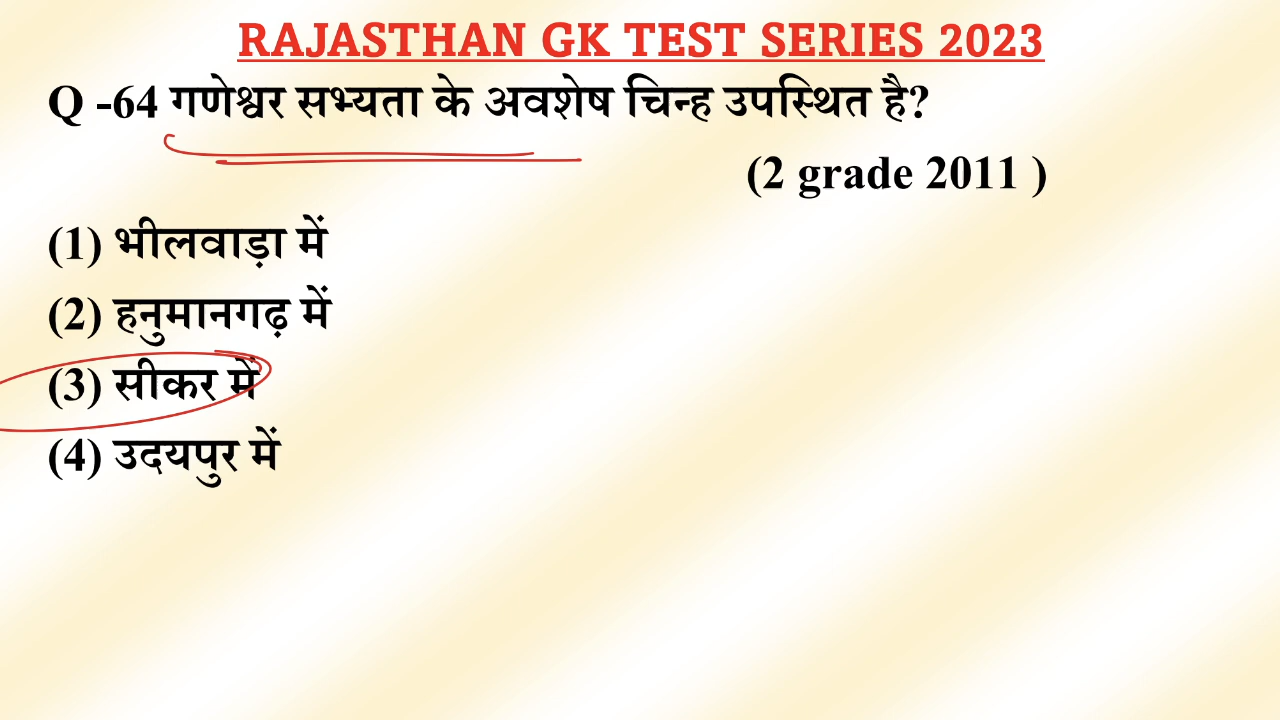 RAJASTHAN GK TEST SERIES 2023
Q -64 गणेश्वर सभ्यता के अवशेष चिन्ह उपस्थित है?
(2 grade 2011 )
(1) भीलवाड़ा में
(2) हनुमानगढ़ में
(3) सीकर में
(4) उदयपुर में